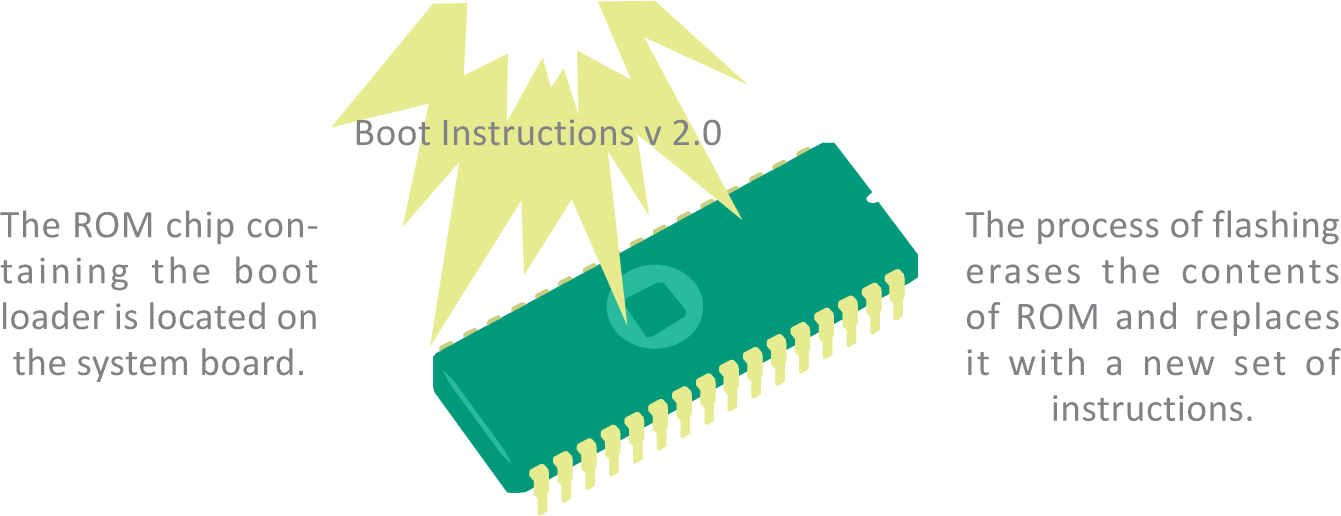 Boot Instructions v 2.0
The ROM chip con-
taining the boot
loader is located on
the system board.
The process of flashing
erases the contents
of ROM and replaces
it with a new set of
instructions.